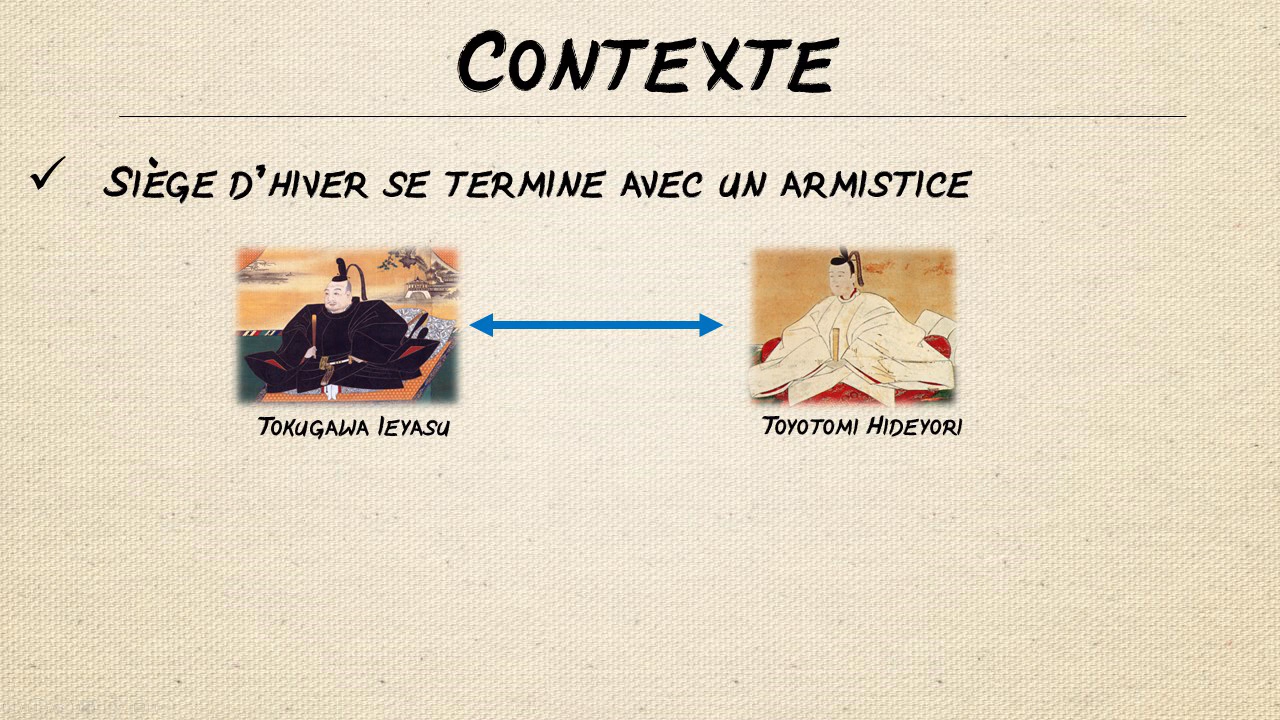 Contexte
Siège d'hiver se termine avec un armistice
Tokugawa Ieyasu
Toyotomi Hideyori